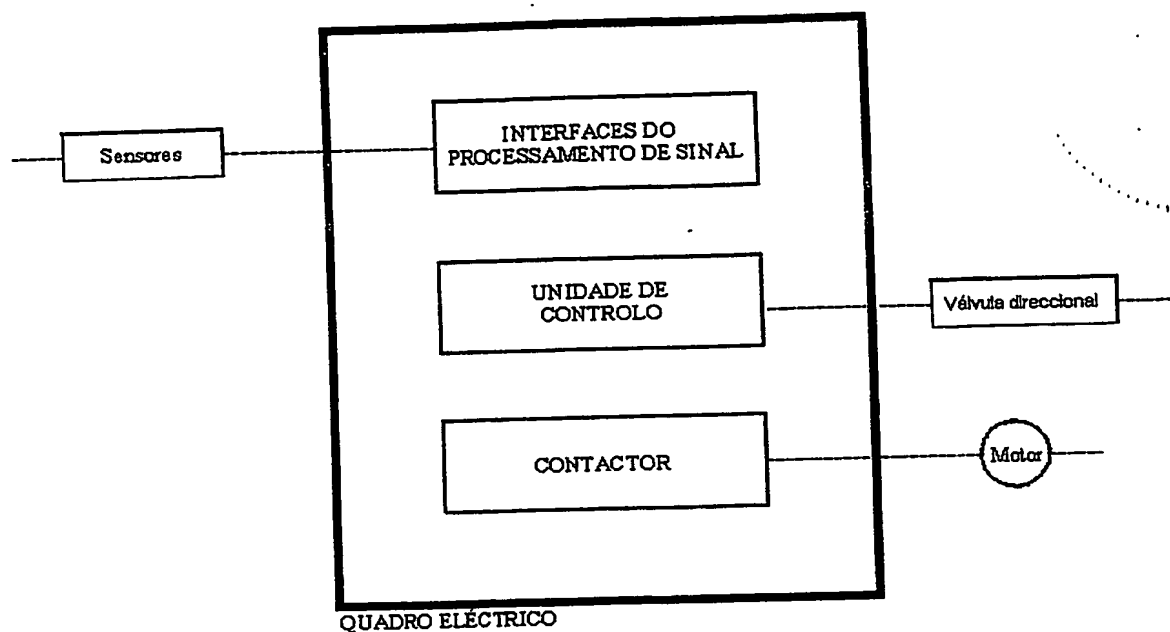 INTERFACES DO
PROCESSAMENTO DE SINAL
Sensores
UNIDADE DE
CONTROLO
Válvula direccional
CONTACTOR
Motor
QUADRO ELÉCTRICO